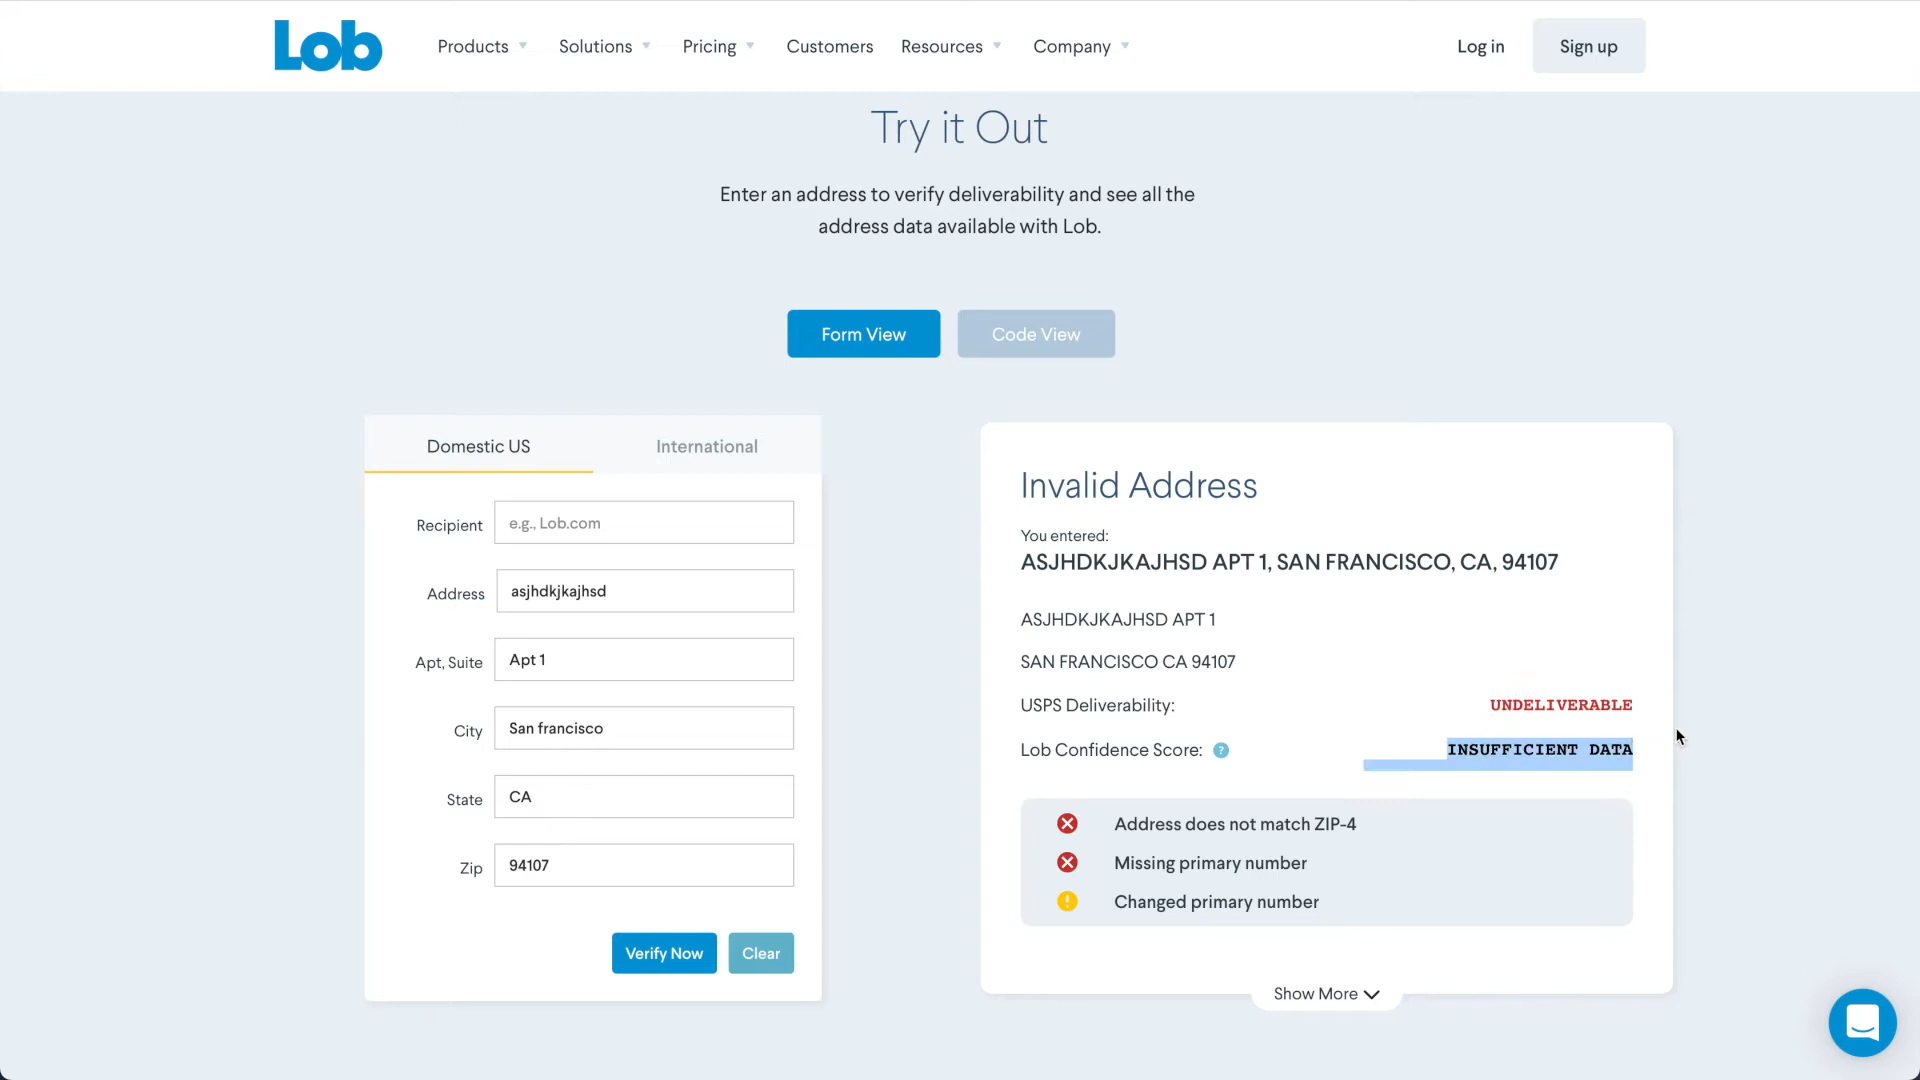 Lob
Products
Solutions
Pricing
Customers
Resources
Company
Log in
Sign up
Try it Out
Enter an address to verify deliverability and see all the
address data available with Lob.
Form View
Code View
Domestic US
International
Recipient
e.g., Lob.com
Address
asjhdkjkajhsd
Apt, Suite
Apt 1
City
San francisco
State
CA
Zip
94107
Verify Now
Clear
Invalid Address
You entered:
ASJHDKJKAJHSD APT 1, SAN FRANCISCO, CA, 94107
ASJHDKJKAJHSD APT 1
SAN FRANCISCO CA 94107
USPS Deliverability:
UNDELIVERABLE
Lob Confidence Score: ?
INSUFFICIENT DATA
Address does not match ZIP-4
Missing primary number
! Changed primary number
Show More